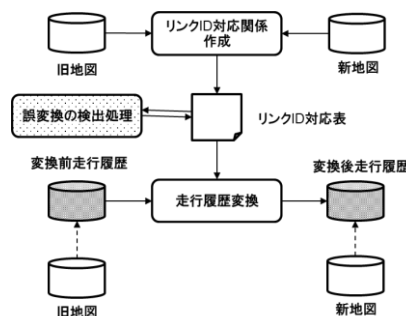 リンクID対応関係
作成
旧地図
新地図
誤変換の検出処理
リンクID対応表
変換前走行履歴
変換後走行履歴
走行履歴変換
旧地図
新地図